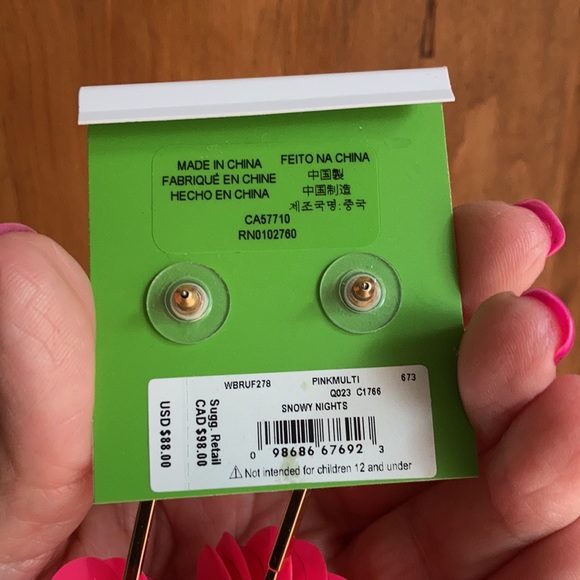 MADE IN CHINA
FABRIQUÉ EN CHINE
HECHO EN CHINA
FEITO NA CHINA
中国製
中国制造
제조국명:중국
CA57710
RN0102760
WBRUF278 PINKMULTI 673
Q023 C1766
SNOWY NIGHTS
0 98686 67692 3
⚠ Not intended for children 12 and under
Sugg. Retail
CAD $98.00
USD $88.00